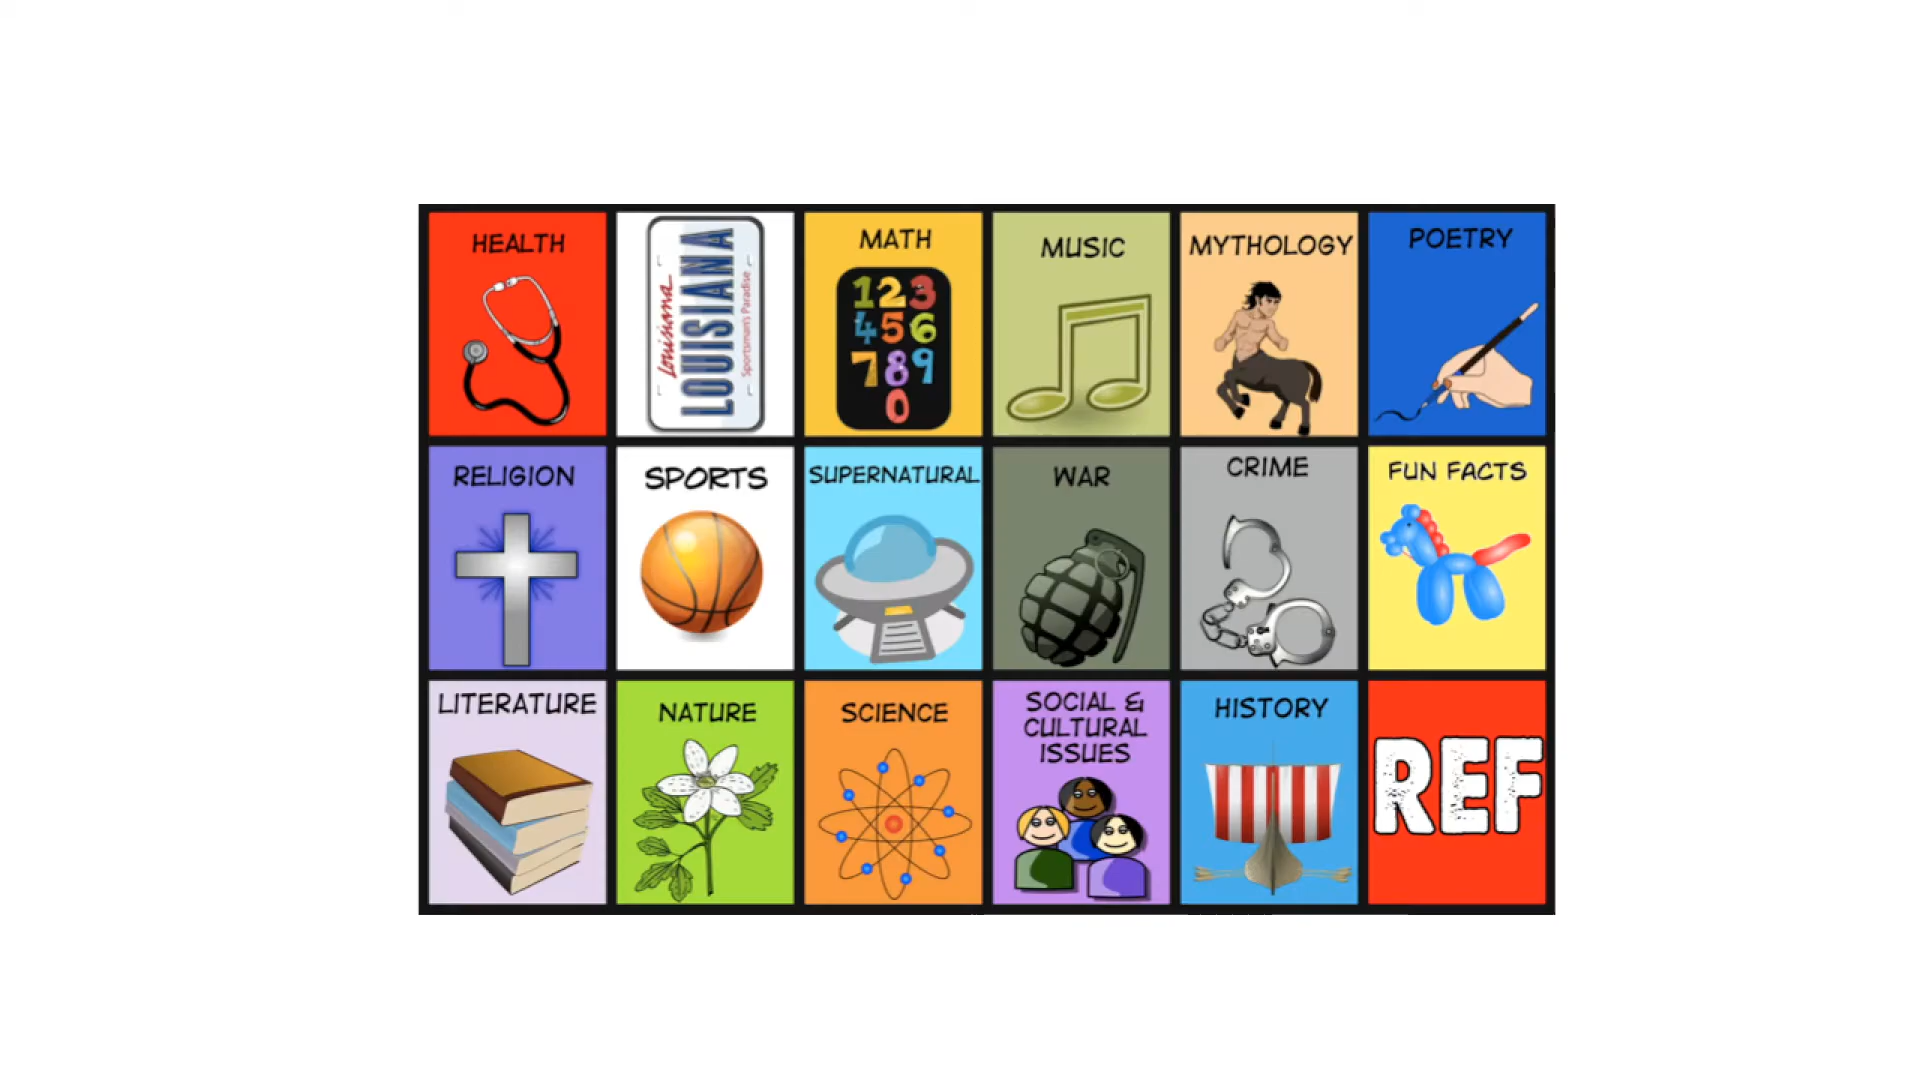 HEALTH
Louisiana
LOUISIANA
Sportsman's Paradise
MATH
123
456
789
0
MUSIC
MYTHOLOGY
POETRY
RELIGION
SPORTS
SUPERNATURAL
WAR
CRIME
FUN FACTS
LITERATURE
NATURE
SCIENCE
SOCIAL &
CULTURAL
ISSUES
HISTORY
REF